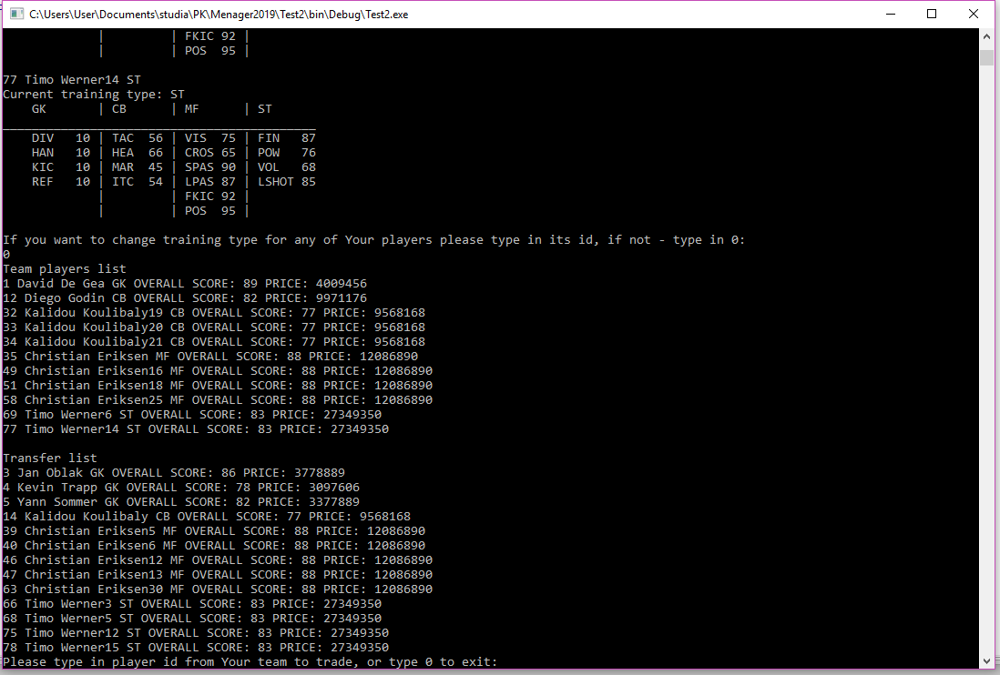 C:\Users\User\Documents\studia\PK\Menager2019\Test2\bin\Debug\Test2.exe
| | FKIC 92 |
| | POS 95 |
77 Timo Werner14 ST
Current training type: ST
GK | CB | MF | ST
DIV 10 | TAC 56 | VIS 75 | FIN 87
HAN 10 | HEA 66 | CROS 65 | POW 76
KIC 10 | MAR 45 | SPAS 90 | VOL 68
REF 10 | ITC 54 | LPAS 87 | LSHOT 85
| | FKIC 92 |
| | POS 95 |
If you want to change training type for any of Your players please type in its id, if not - type in 0:
0
Team players list
1 David De Gea GK OVERALL SCORE: 89 PRICE: 4009456
12 Diego Godin CB OVERALL SCORE: 82 PRICE: 9971176
32 Kalidou Koulibaly19 CB OVERALL SCORE: 77 PRICE: 9568168
33 Kalidou Koulibaly20 CB OVERALL SCORE: 77 PRICE: 9568168
34 Kalidou Koulibaly21 CB OVERALL SCORE: 77 PRICE: 9568168
35 Christian Eriksen MF OVERALL SCORE: 88 PRICE: 12086890
49 Christian Eriksen16 MF OVERALL SCORE: 88 PRICE: 12086890
51 Christian Eriksen18 MF OVERALL SCORE: 88 PRICE: 12086890
58 Christian Eriksen25 MF OVERALL SCORE: 88 PRICE: 12086890
69 Timo Werner6 ST OVERALL SCORE: 83 PRICE: 27349350
77 Timo Werner14 ST OVERALL SCORE: 83 PRICE: 27349350
Transfer list
3 Jan Oblak GK OVERALL SCORE: 86 PRICE: 3778889
4 Kevin Trapp GK OVERALL SCORE: 78 PRICE: 3097606
5 Yann Sommer GK OVERALL SCORE: 82 PRICE: 3377889
14 Kalidou Koulibaly CB OVERALL SCORE: 77 PRICE: 9568168
39 Christian Eriksen5 MF OVERALL SCORE: 88 PRICE: 12086890
40 Christian Eriksen6 MF OVERALL SCORE: 88 PRICE: 12086890
46 Christian Eriksen12 MF OVERALL SCORE: 88 PRICE: 12086890
47 Christian Eriksen13 MF OVERALL SCORE: 88 PRICE: 12086890
63 Christian Eriksen30 MF OVERALL SCORE: 88 PRICE: 12086890
66 Timo Werner3 ST OVERALL SCORE: 83 PRICE: 27349350
68 Timo Werner5 ST OVERALL SCORE: 83 PRICE: 27349350
75 Timo Werner12 ST OVERALL SCORE: 83 PRICE: 27349350
78 Timo Werner15 ST OVERALL SCORE: 83 PRICE: 27349350
Please type in player id from Your team to trade, or type 0 to exit: